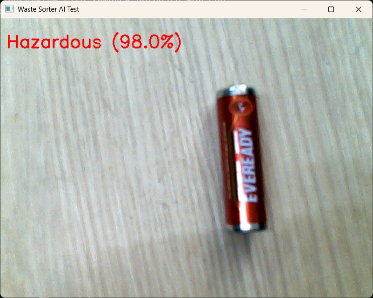 Waste Sorter AI Test
Hazardous (98.0%)
EVEREADY